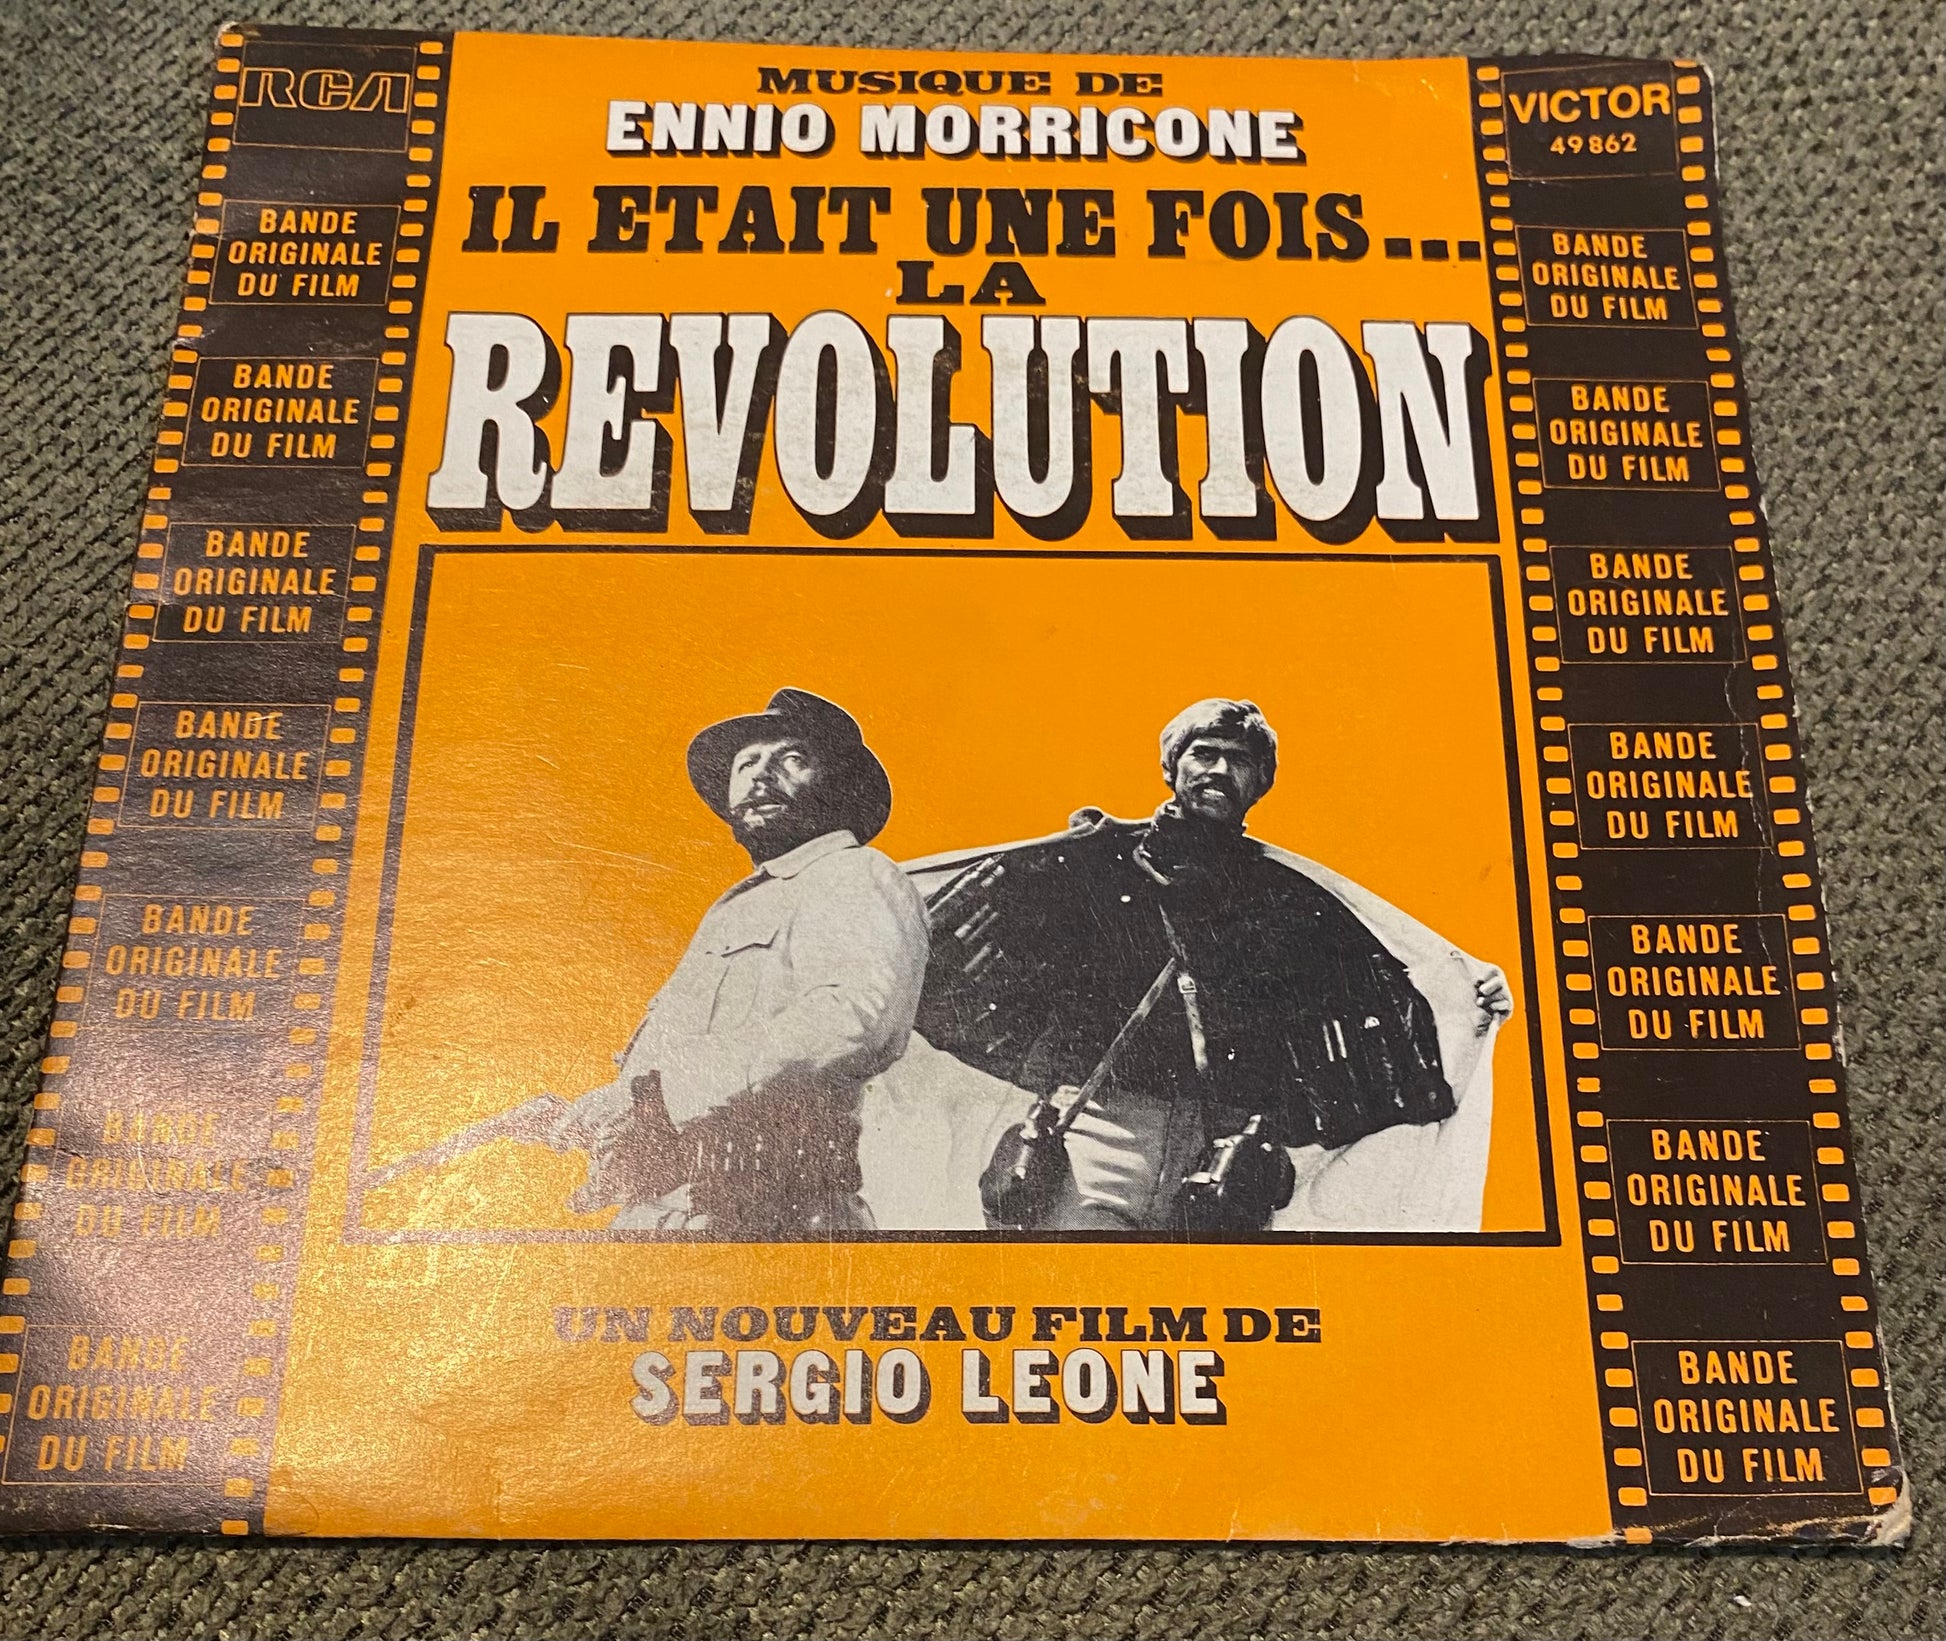 RCA
MUSIQUE DE
ENNIO MORRICONE
IL ETAIT UNE FOIS...
LA
REVOLUTION
VICTOR
49 862
BANDE
ORIGINALE
DU FILM
BANDE
ORIGINALE
DU FILM
BANDE
ORIGINALE
DU FILM
BANDE
ORIGINALE
DU FILM
BANDE
ORIGINALE
DU FILM
BANDE
ORIGINALE
DU FILM
BANDE
ORIGINALE
DU FILM
BANDE
ORIGINALE
DU FILM
BANDE
ORIGINALE
DU FILM
BANDE
ORIGINALE
DU FILM
BANDE
ORIGINALE
DU FILM
BANDE
ORIGINALE
DU FILM
BANDE
ORIGINALE
DU FILM
BANDE
ORIGINALE
DU FILM
UN NOUVEAU FILM DE
SERGIO LEONE